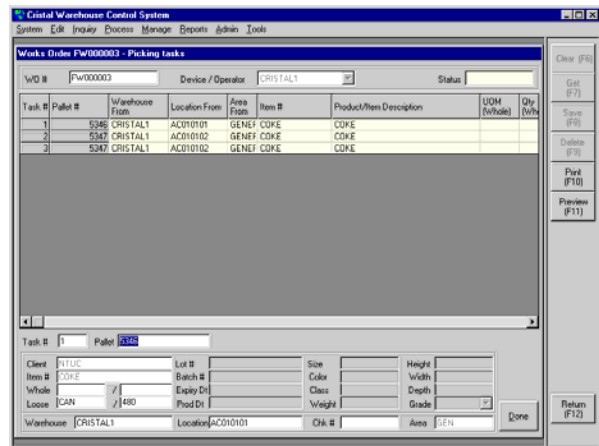 Cristal Warehouse Control System
System Edit Inquiry Process Manage Reports Admin Tools
Works Order FW000003 - Picking tasks
WO # FW000003 Device / Operator CRISTAL1 Status
Task # Pallet # Warehouse From Location From Area From Item # Product/Item Description UOM (Whole) Qty (Wh
1 5346 CRISTAL1 AC010101 GENEF COKE COKE
2 5347 CRISTAL1 AC010102 GENEF COKE COKE
3 5347 CRISTAL1 AC010102 GENEF COKE COKE
Task # 1 Pallet 5346
Client NTUC Lot # Size Height
Item # COKE Batch # Color Width
Whole / Expiry Dt Class Depth
Loose CAN / 480 Prod Dt Weight Grade
Warehouse CRISTAL1 Location AC010101 Chk # Area GEN
Done
Clear (F6)
Get
(F7)
Save
(F8)
Delete
(F9)
Print
(F10)
Preview
(F11)
Return
(F12)